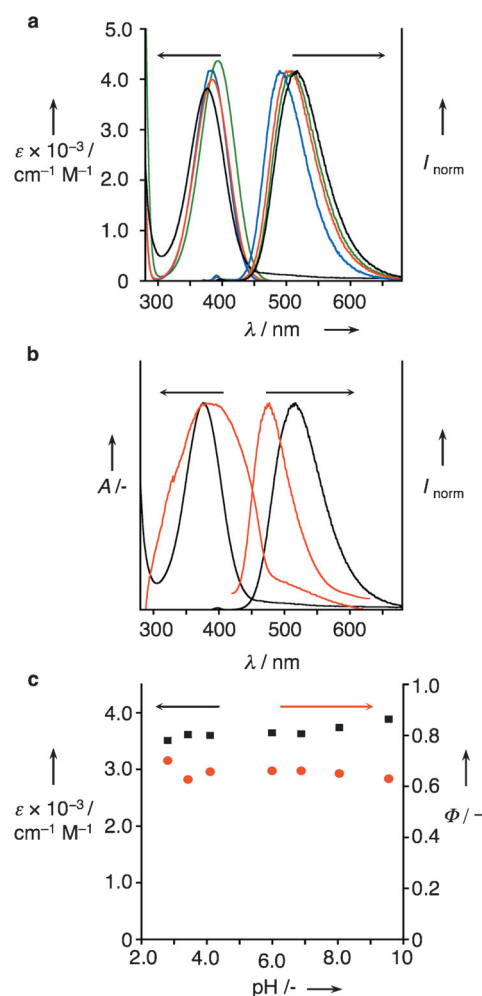 a
5.0
4.0
3.0
2.0
1.0
0
ε × 10⁻³ /
cm⁻¹ M⁻¹
I norm
300 400 500 600
λ / nm
b
A /-
I norm
300 400 500 600
λ / nm
c
4.0
3.0
2.0
1.0
0
ε × 10⁻³ /
cm⁻¹ M⁻¹
1.0
0.8
0.6
0.4
0.2
0
Φ / –
2.0 4.0 6.0 8.0 10
pH /-